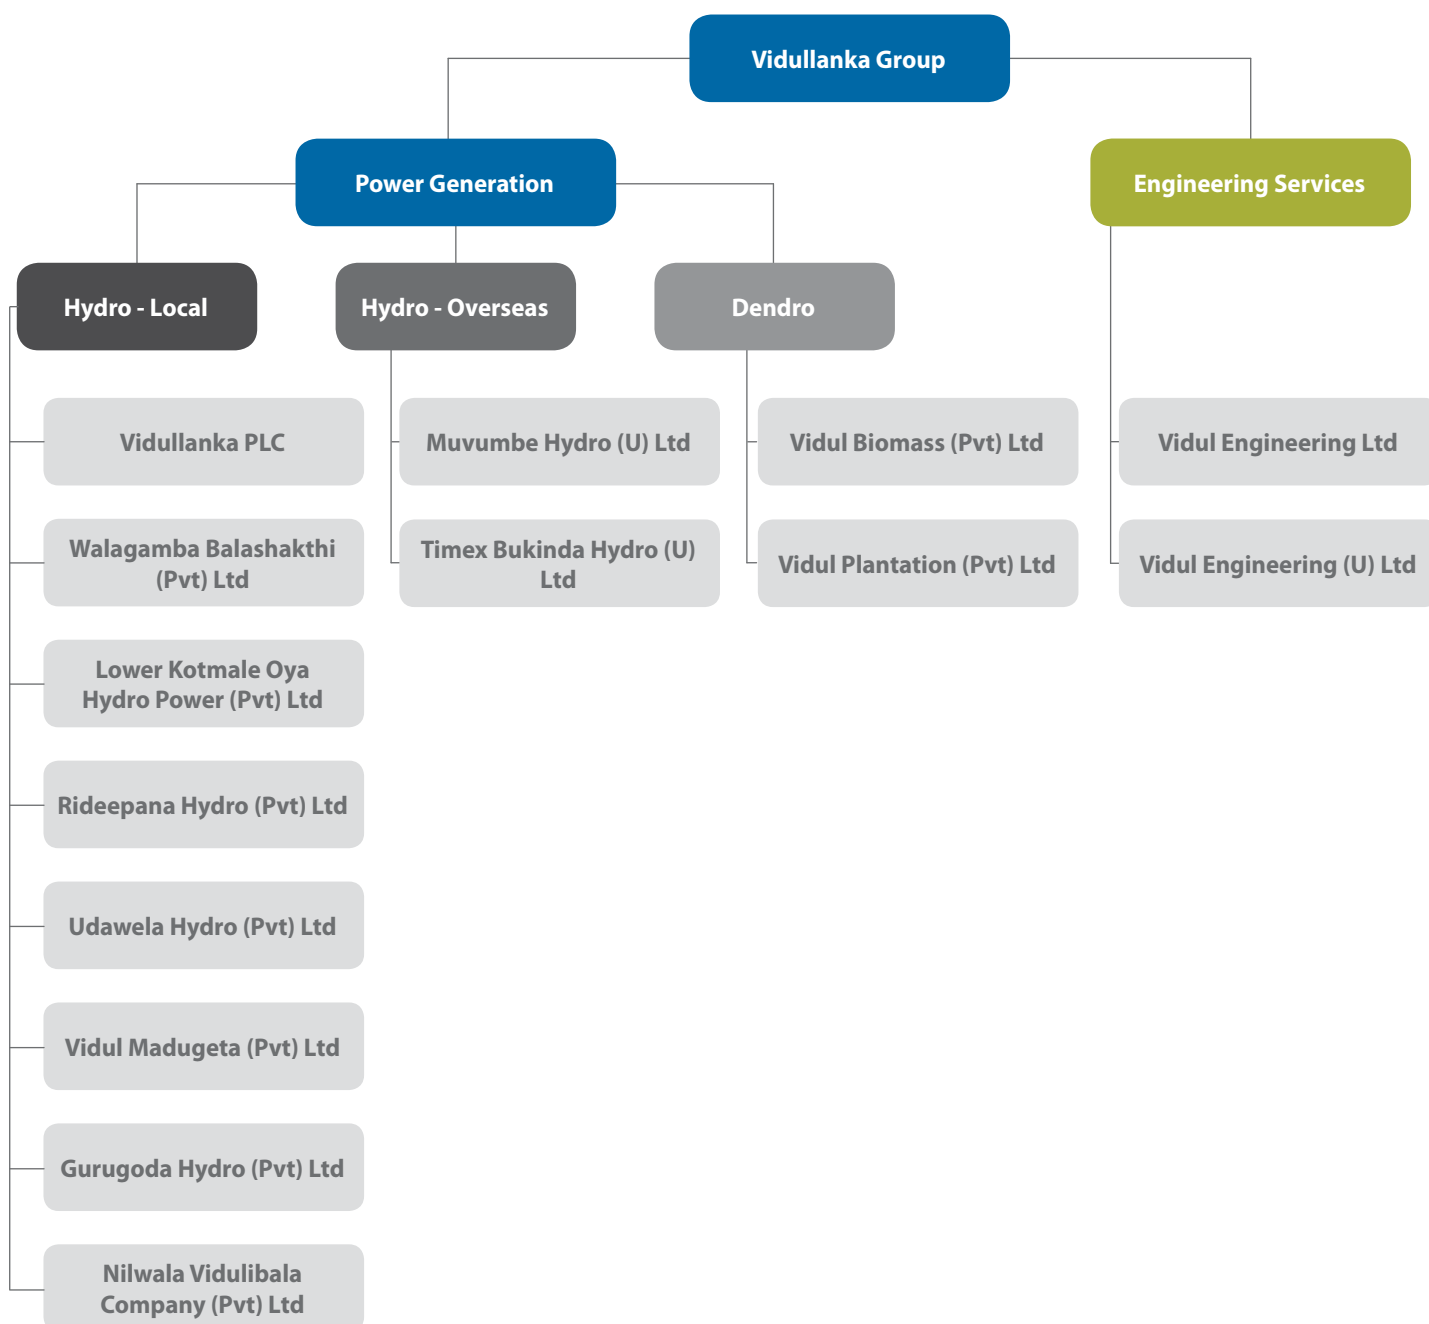 Vidullanka Group
Power Generation
Engineering Services
Hydro - Local
Hydro - Overseas
Dendro
Vidullanka PLC
Muvumbe Hydro (U) Ltd
Vidul Biomass (Pvt) Ltd
Vidul Engineering Ltd
Walagamba Balashakthi
(Pvt) Ltd
Timex Bukinda Hydro (U)
Ltd
Vidul Plantation (Pvt) Ltd
Vidul Engineering (U) Ltd
Lower Kotmale Oya
Hydro Power (Pvt) Ltd
Rideepana Hydro (Pvt) Ltd
Udawela Hydro (Pvt) Ltd
Vidul Madugeta (Pvt) Ltd
Gurugoda Hydro (Pvt) Ltd
Nilwala Vidulibala
Company (Pvt) Ltd